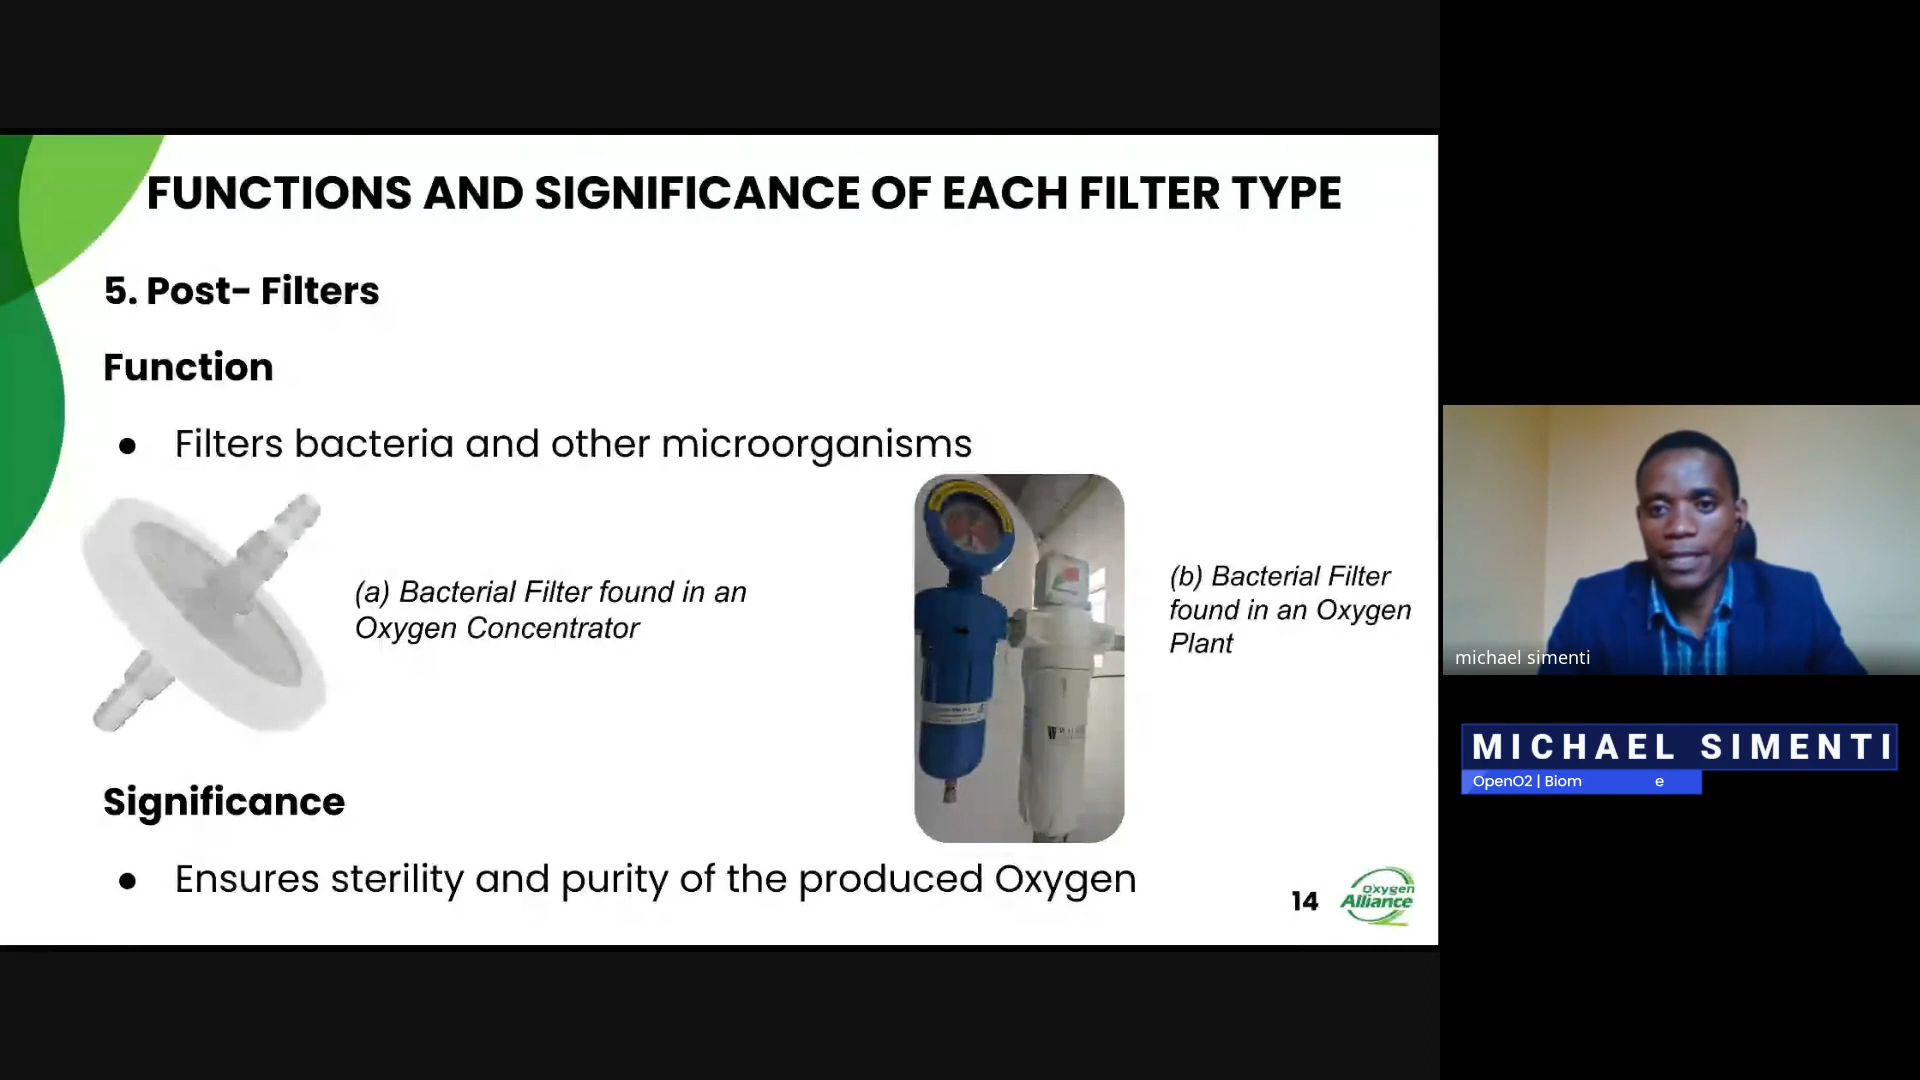 FUNCTIONS AND SIGNIFICANCE OF EACH FILTER TYPE
5. Post- Filters
Function
● Filters bacteria and other microorganisms
(a) Bacterial Filter found in an
Oxygen Concentrator
(b) Bacterial Filter
found in an Oxygen
Plant
Significance
● Ensures sterility and purity of the produced Oxygen
14
Oxygen
Alliance
michael simenti
MICHAEL SIMENTI
OpenO2 | Biom e